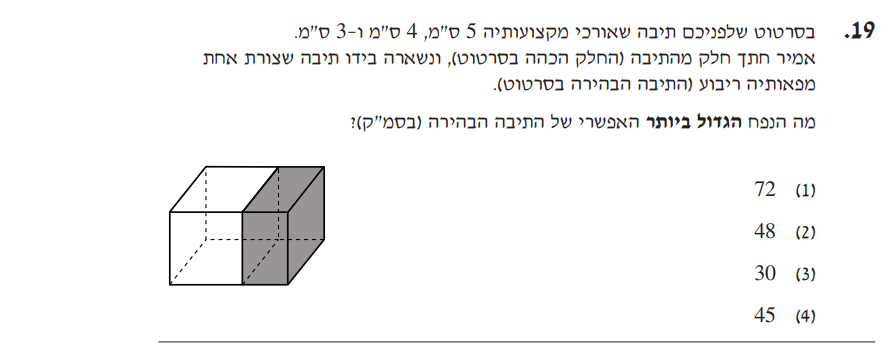 19. בסרטוט שלפניכם תיבה שאורכי מקצועותיה 5 ס"מ, 4 ס"מ ו-3 ס"מ.
אמיר חתך חלק מהתיבה (החלק הכהה בסרטוט), ונשארה בידו תיבה שצורת אחת
מפאותיה ריבוע (התיבה הבהירה בסרטוט).
מה הנפח הגדול ביותר האפשרי של התיבה הבהירה (בסמ"ק)?
(1) 72
(2) 48
(3) 30
(4) 45